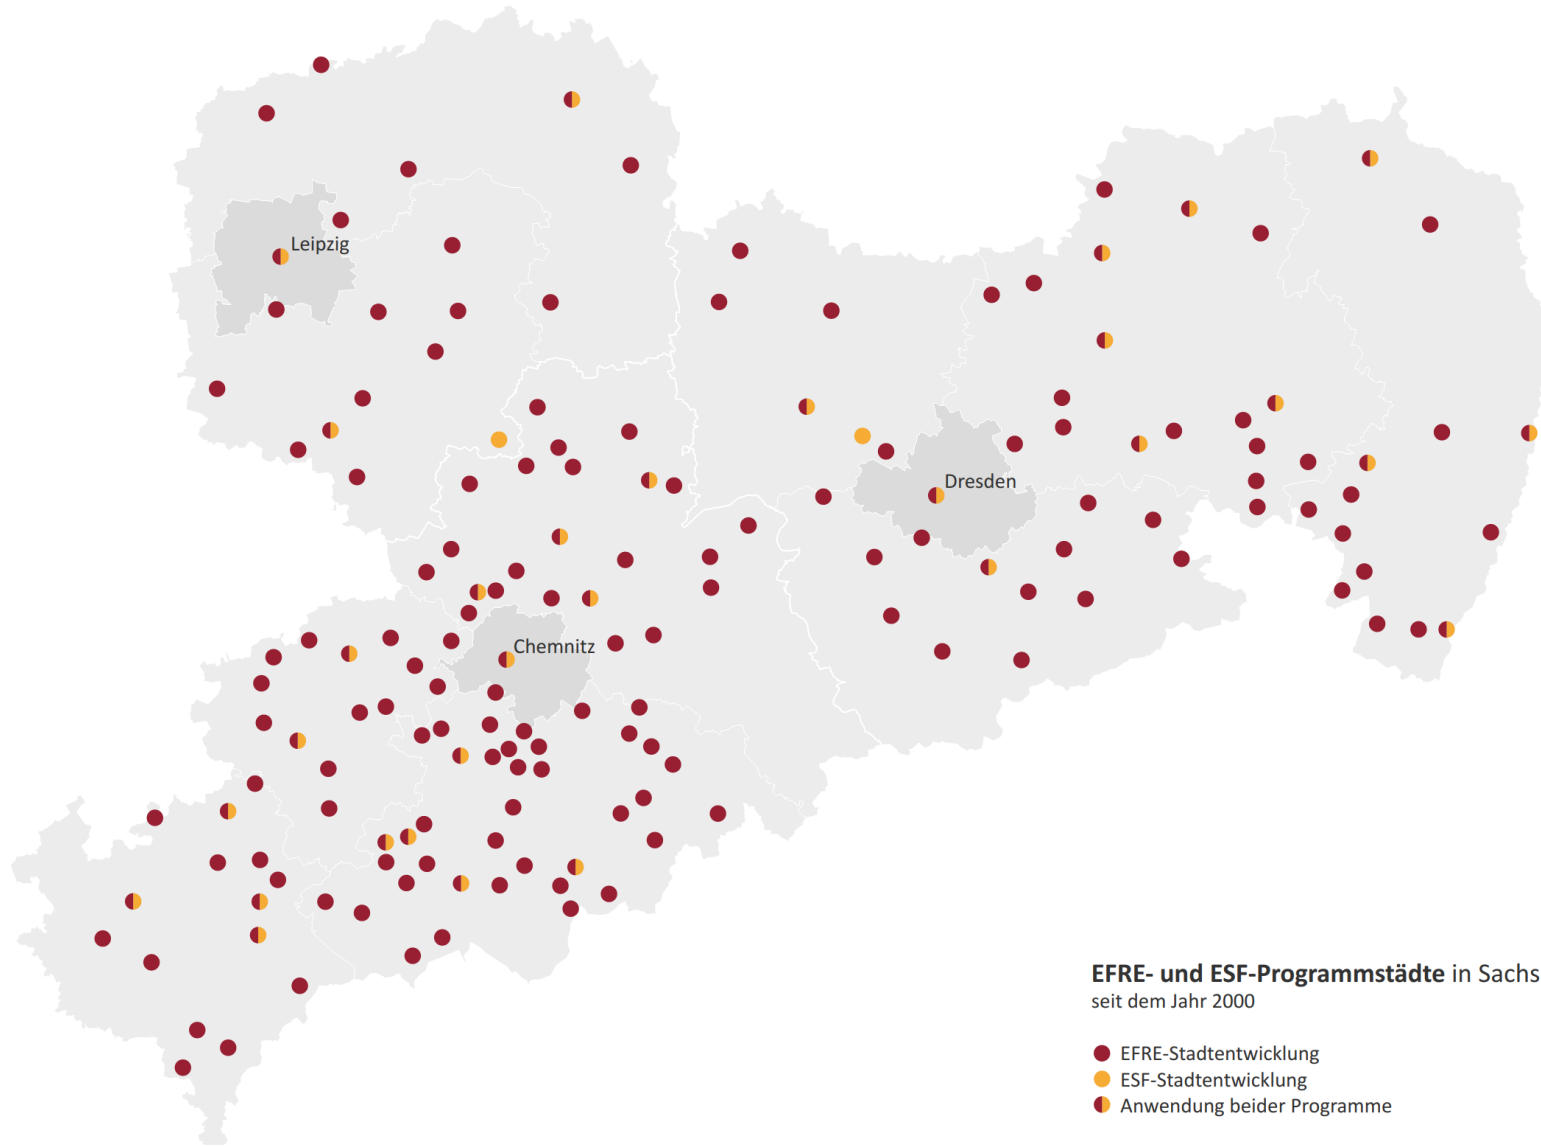 Leipzig
Dresden
Chemnitz
EFRE- und ESF-Programmstädte in Sachs
seit dem Jahr 2000
EFRE-Stadtentwicklung
ESF-Stadtentwicklung
Anwendung beider Programme